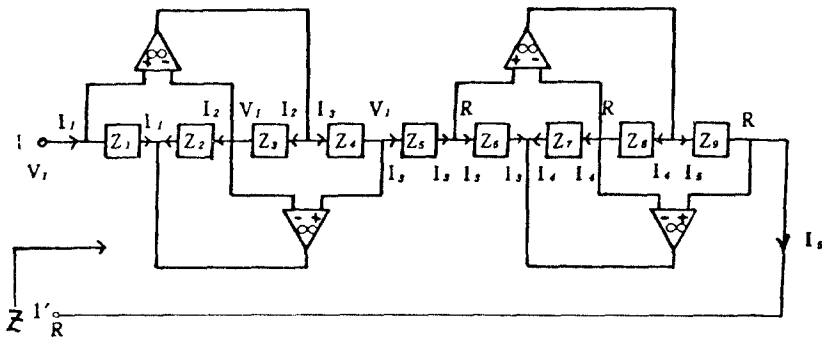 + - ∞ + - ∞
I₁ I₁ I₂ V₁ I₂ I₃ V₁ R R R
1 Z₁ Z₂ Z₃ Z₄ Z₅ Z₆ Z₇ Z₈ Z₉
V₁ I₃ I₃ I₃ I₃ I₄ I₄ I₄ I₅
- + ∞ - + ∞
I₅
Z 1′ R